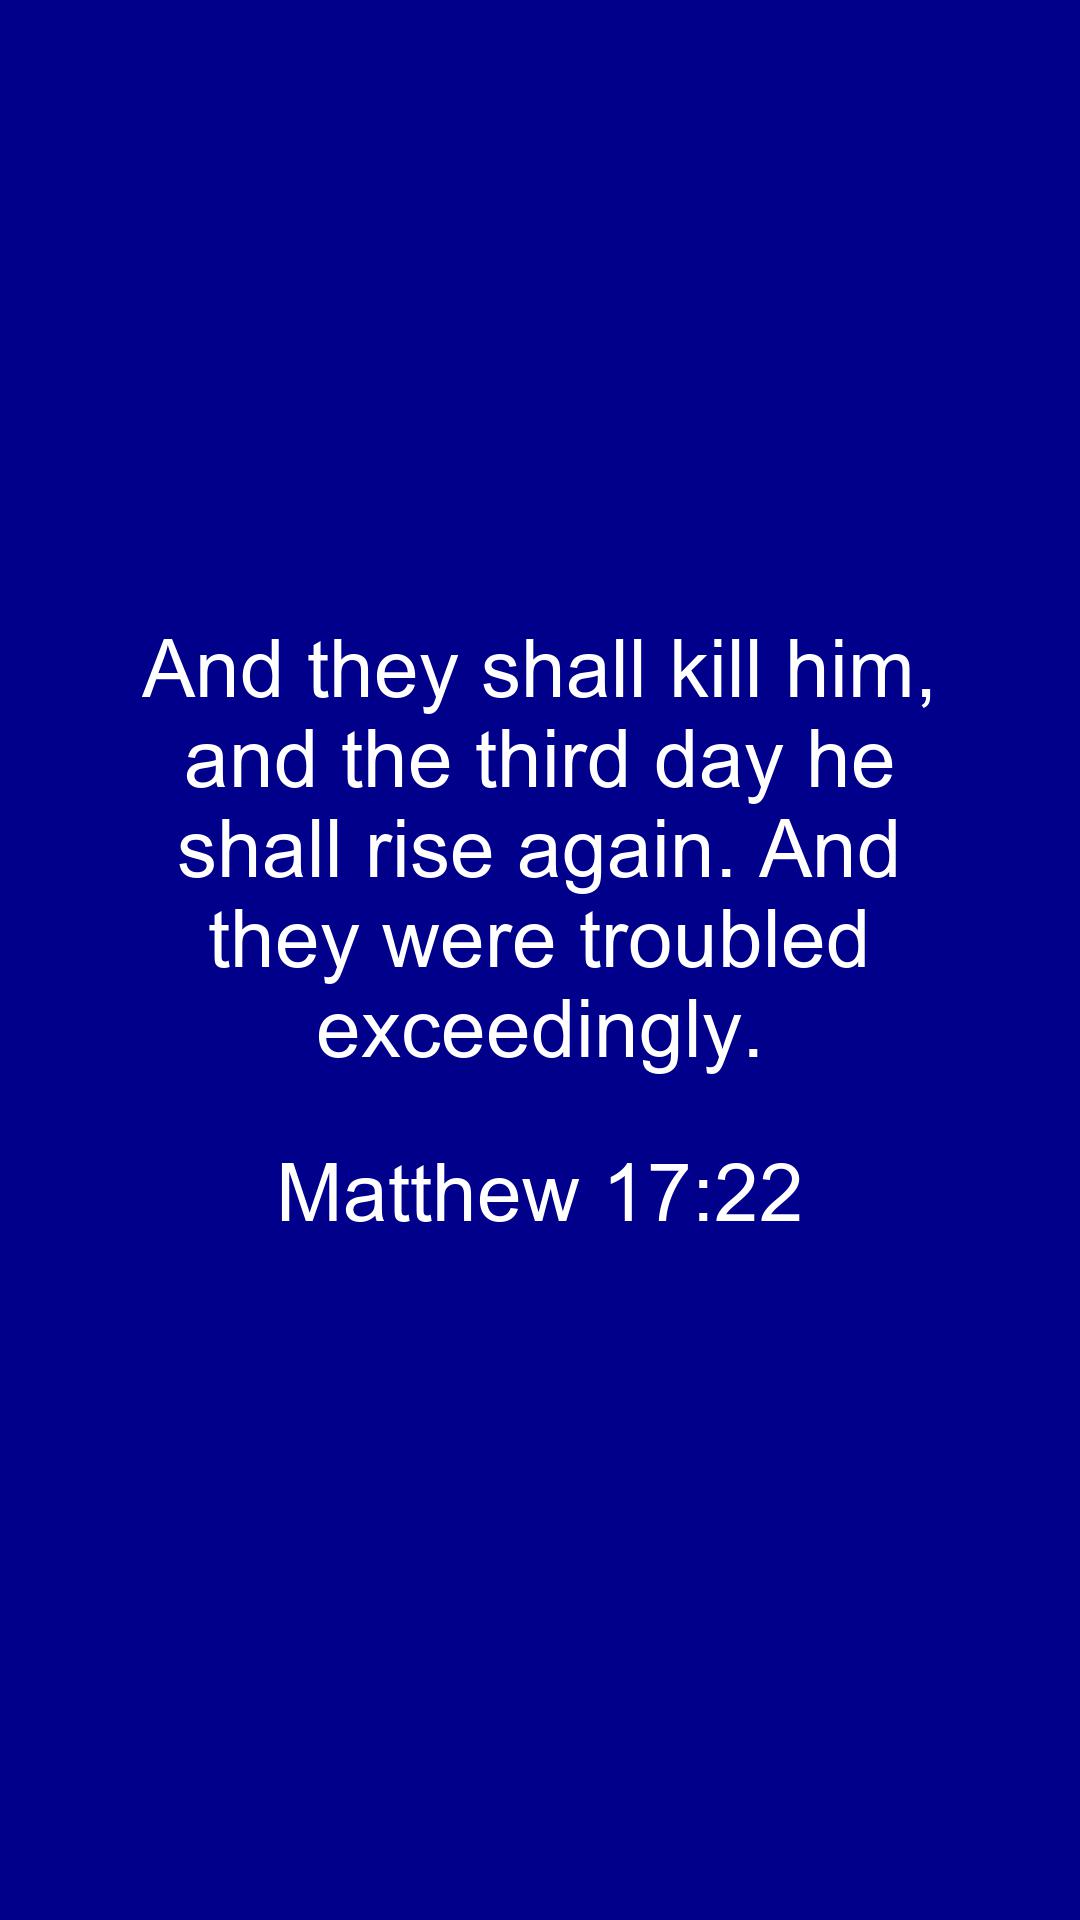 And they shall kill him,
and the third day he
shall rise again. And
they were troubled
exceedingly.
Matthew 17:22